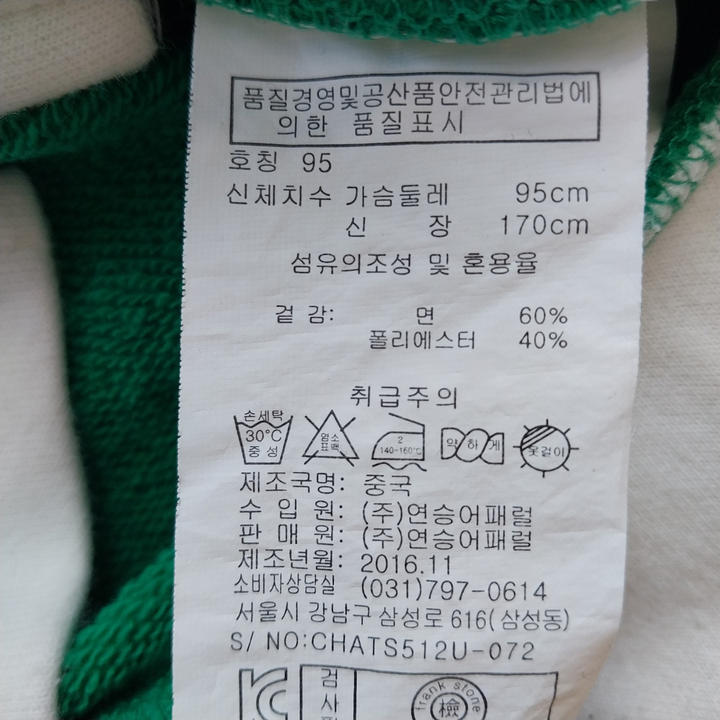 품질경영및공산품안전관리법에
의한 품질표시
호칭 95
신체치수 가슴둘레 95cm
신 장 170cm
섬유의조성 및 혼용율
겉 감: 면 60%
폴리에스터 40%
취급주의
손세탁
30°C
중 성
염소
표백
2
140-160°C
약 하 게
옷걸이
제조국명: 중국
수 입 원: (주)연승어패럴
판 매 원: (주)연승어패럴
제조년월: 2016.11
소비자상담실 (031)797-0614
서울시 강남구 삼성로 616(삼성동)
S/ NO:CHATS512U-072
검
사
frank stone
檢